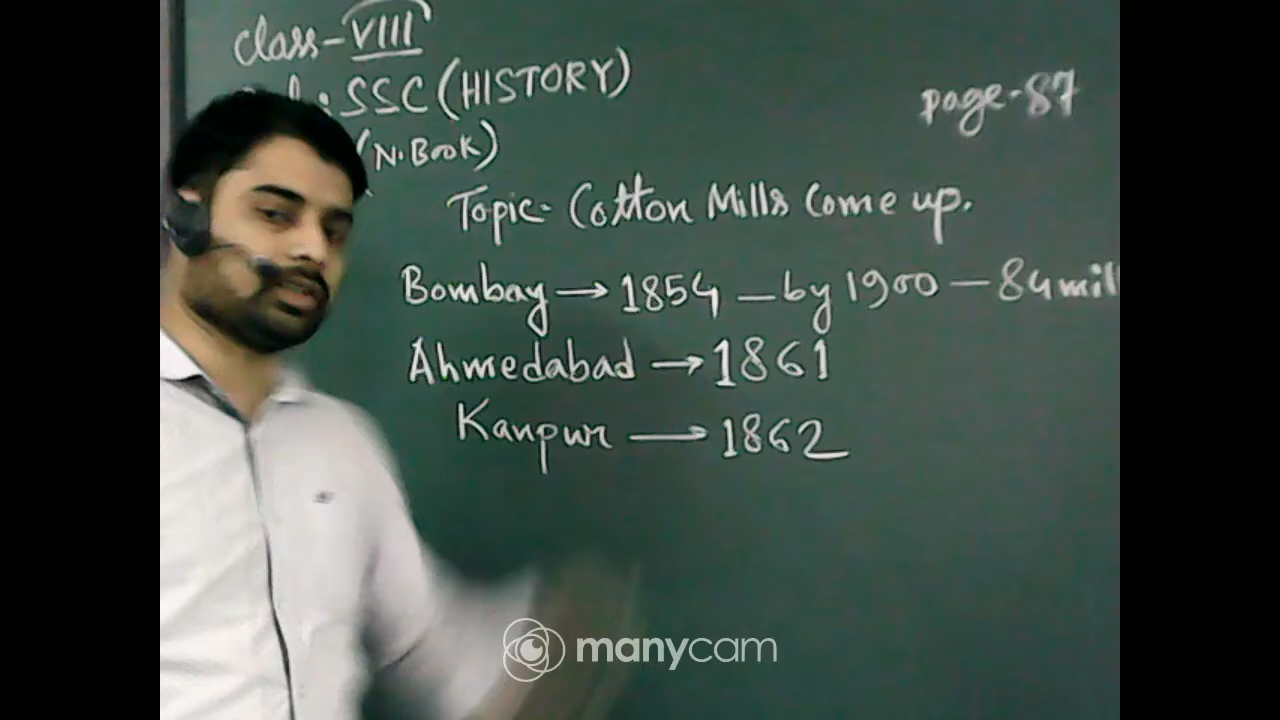 class-VIII
SSC (HISTORY)
page-87
(N.Book)
Topic- Cotton Mills Come up.
Bombay → 1854 – by 1900 – 84 mil
Ahmedabad → 1861
Kanpur → 1862
manycam